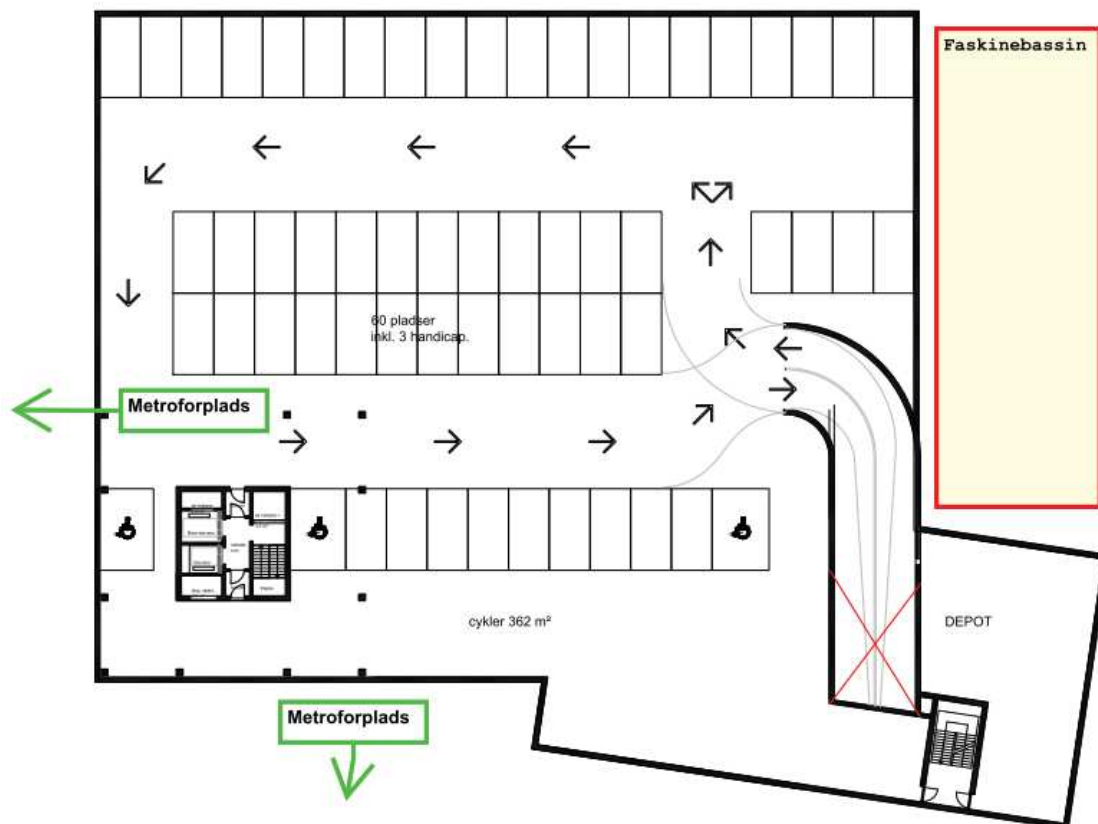 Faskinebassin
60 pladser
inkl. 3 handicap.
Metroforplads
cykler 362 m²
DEPOT
Metroforplads